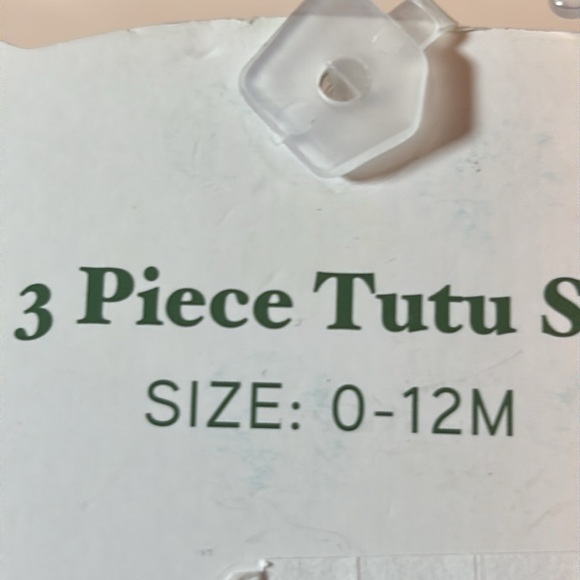 3 Piece Tutu S
SIZE: 0-12M